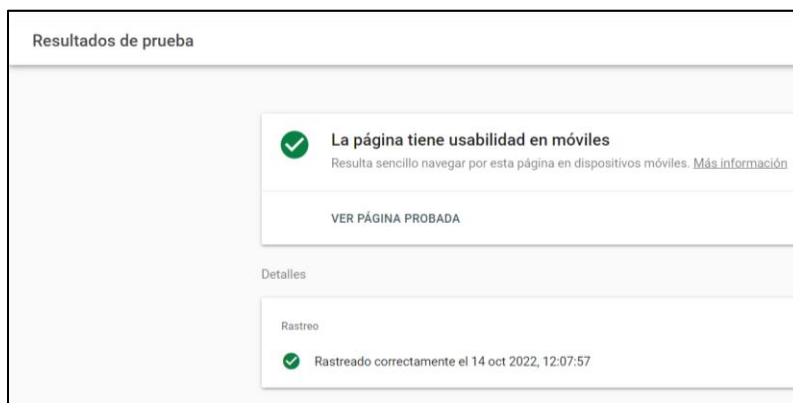 Resultados de prueba
La página tiene usabilidad en móviles
Resulta sencillo navegar por esta página en dispositivos móviles. Más información
VER PÁGINA PROBADA
Detalles
Rastreo
Rastreado correctamente el 14 oct 2022, 12:07:57